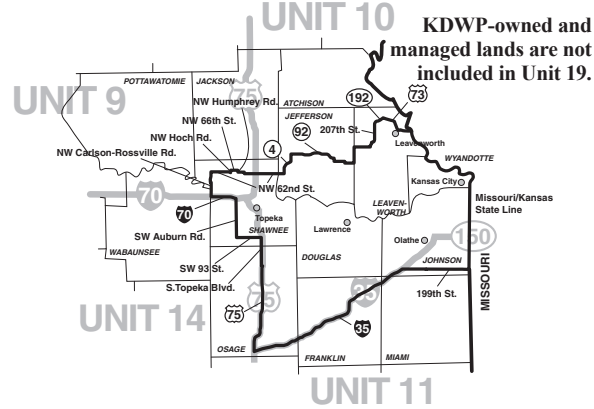 UNIT 10
KDWP-owned and
managed lands are not
included in Unit 19.
POTTAWATOMIE
JACKSON
75
NW Humphrey Rd.
ATCHISON
192
73
UNIT 9
JEFFERSON
NW 66th St.
92
207th St.
NW Hoch Rd.
Leavenworth
4
NW Carlson-Rossville Rd.
WYANDOTTE
NW 62nd St.
Kansas City
70
70
LEAVEN-
WORTH
Missouri/Kansas
State Line
Topeka
SHAWNEE
Lawrence
SW Auburn Rd.
Olathe
150
WABAUNSEE
DOUGLAS
JOHNSON
SW 93 St.
S.Topeka Blvd.
199th St.
MISSOURI
75
75
35
UNIT 14
35
OSAGE
FRANKLIN
MIAMI
UNIT 11